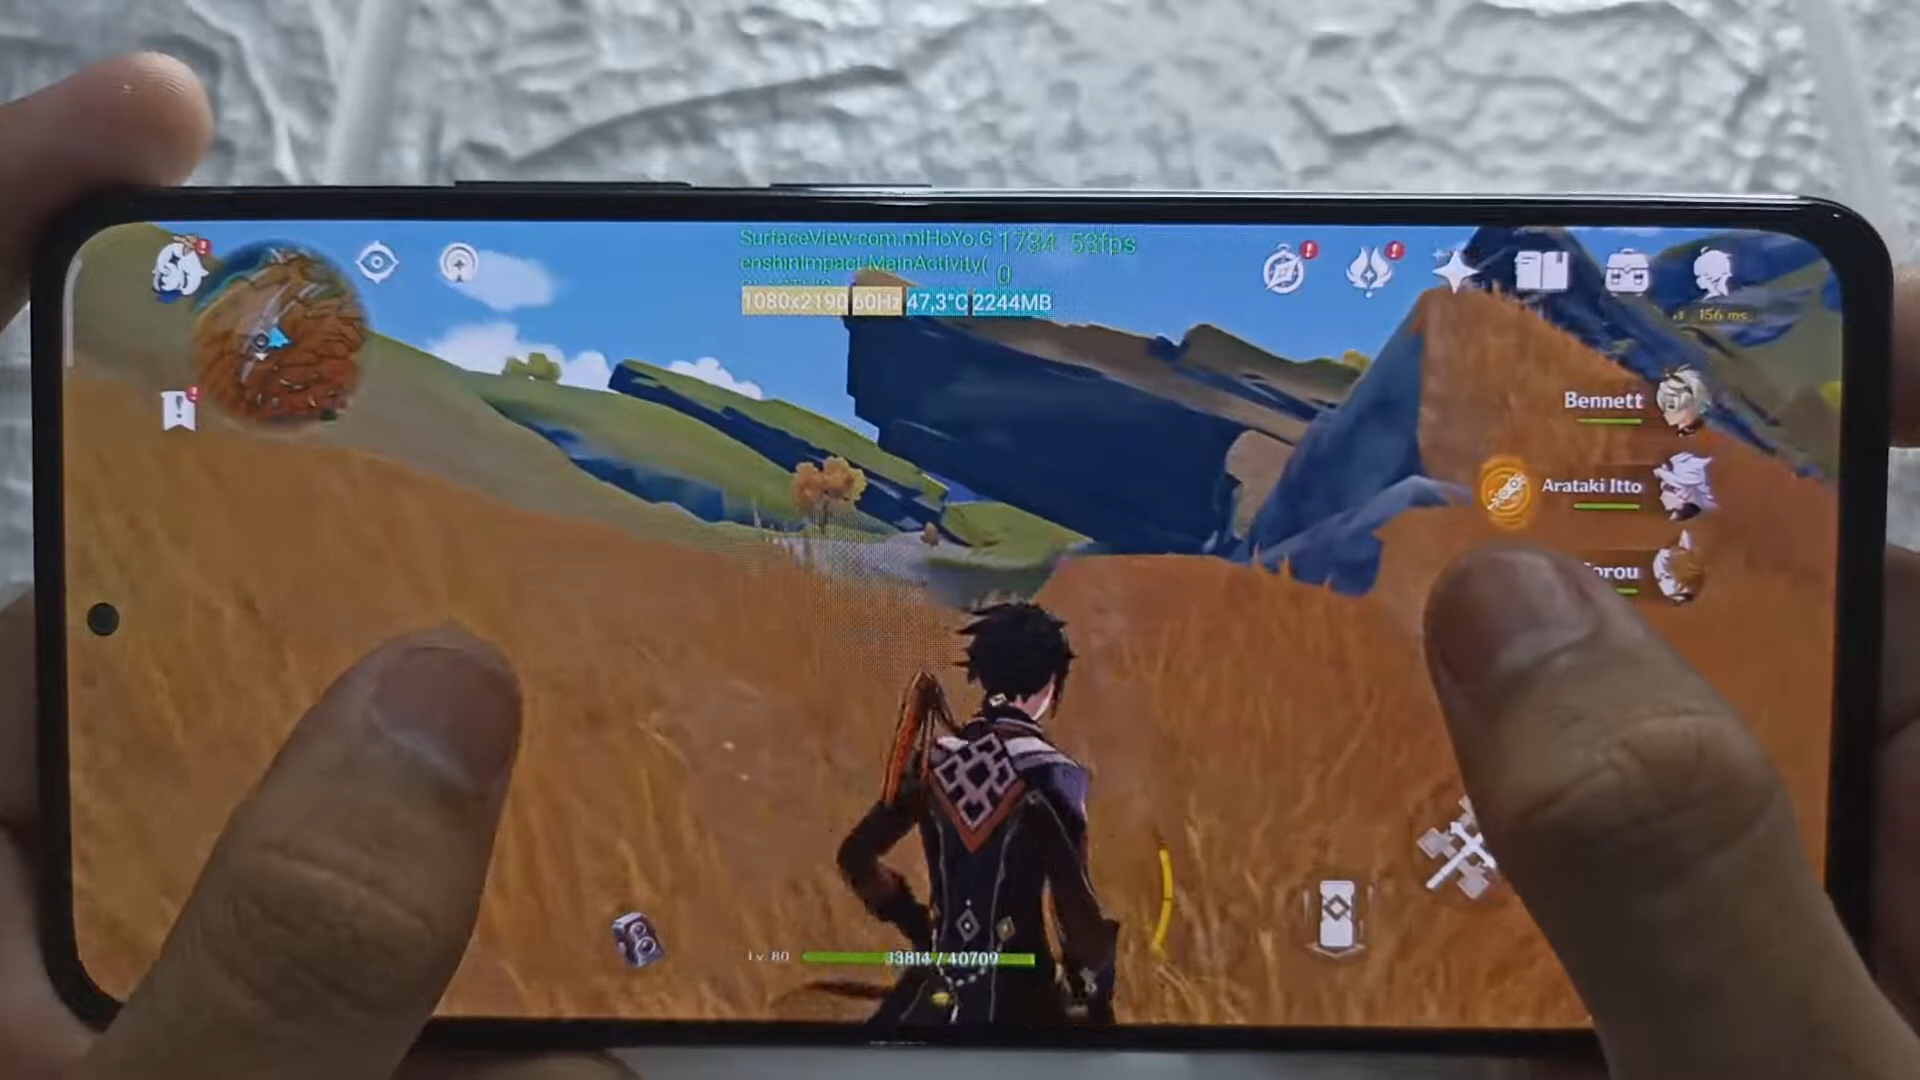 SurfaceView-com.miHoYo.G 1734 53fps
enshinImpact.MainActivity( 0
1080x2190 60Hz 47,3°C 2244MB
156 ms
Bennett
Arataki Itto
orou
Lv. 80
33814 / 40709